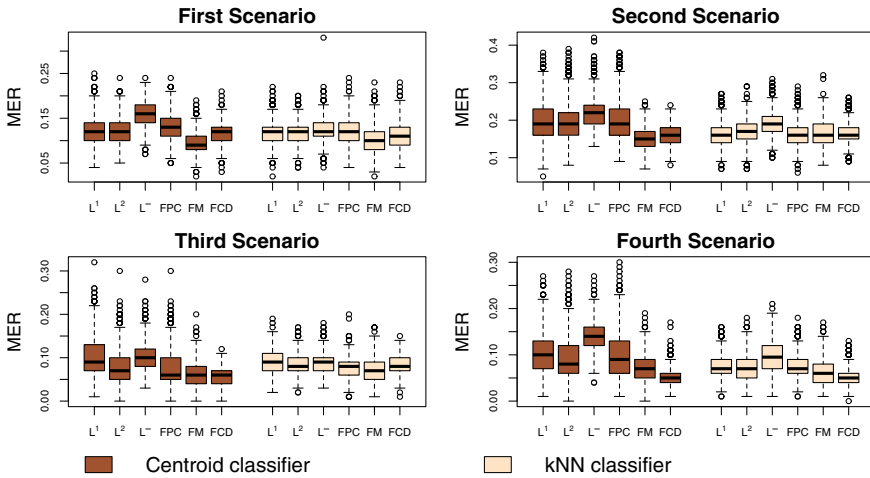 First Scenario
MER
0.05 0.15 0.25
L¹ L² L⁻ FPC FM FCD L¹ L² L⁻ FPC FM FCD
Second Scenario
MER
0.1 0.2 0.3 0.4
L¹ L² L⁻ FPC FM FCD L¹ L² L⁻ FPC FM FCD
Third Scenario
MER
0.00 0.10 0.20 0.30
L¹ L² L⁻ FPC FM FCD L¹ L² L⁻ FPC FM FCD
Fourth Scenario
MER
0.00 0.10 0.20 0.30
L¹ L² L⁻ FPC FM FCD L¹ L² L⁻ FPC FM FCD
Centroid classifier
kNN classifier